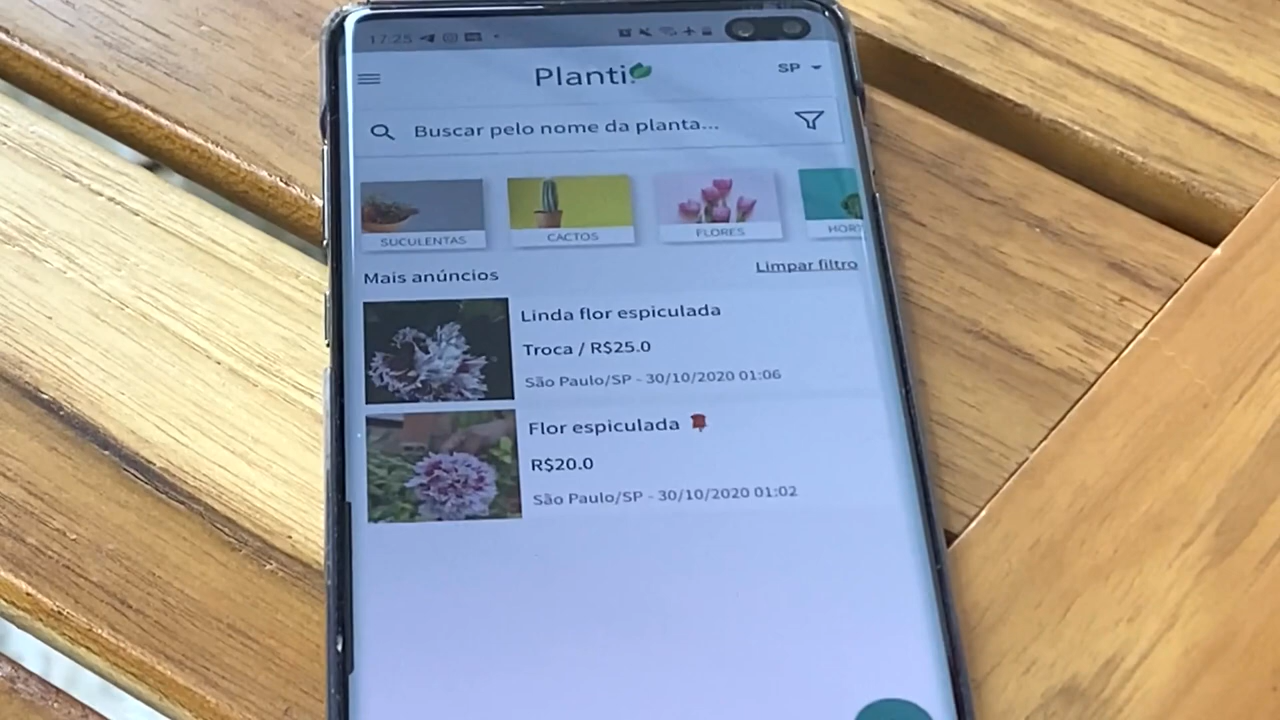 17:25
Planti
SP
Buscar pelo nome da planta...
SUCULENTAS
CACTOS
FLORES
HORT
Mais anúncios
Limpar filtro
Linda flor espiculada
Troca / R$25.0
São Paulo/SP - 30/10/2020 01:06
Flor espiculada
R$20.0
São Paulo/SP - 30/10/2020 01:02